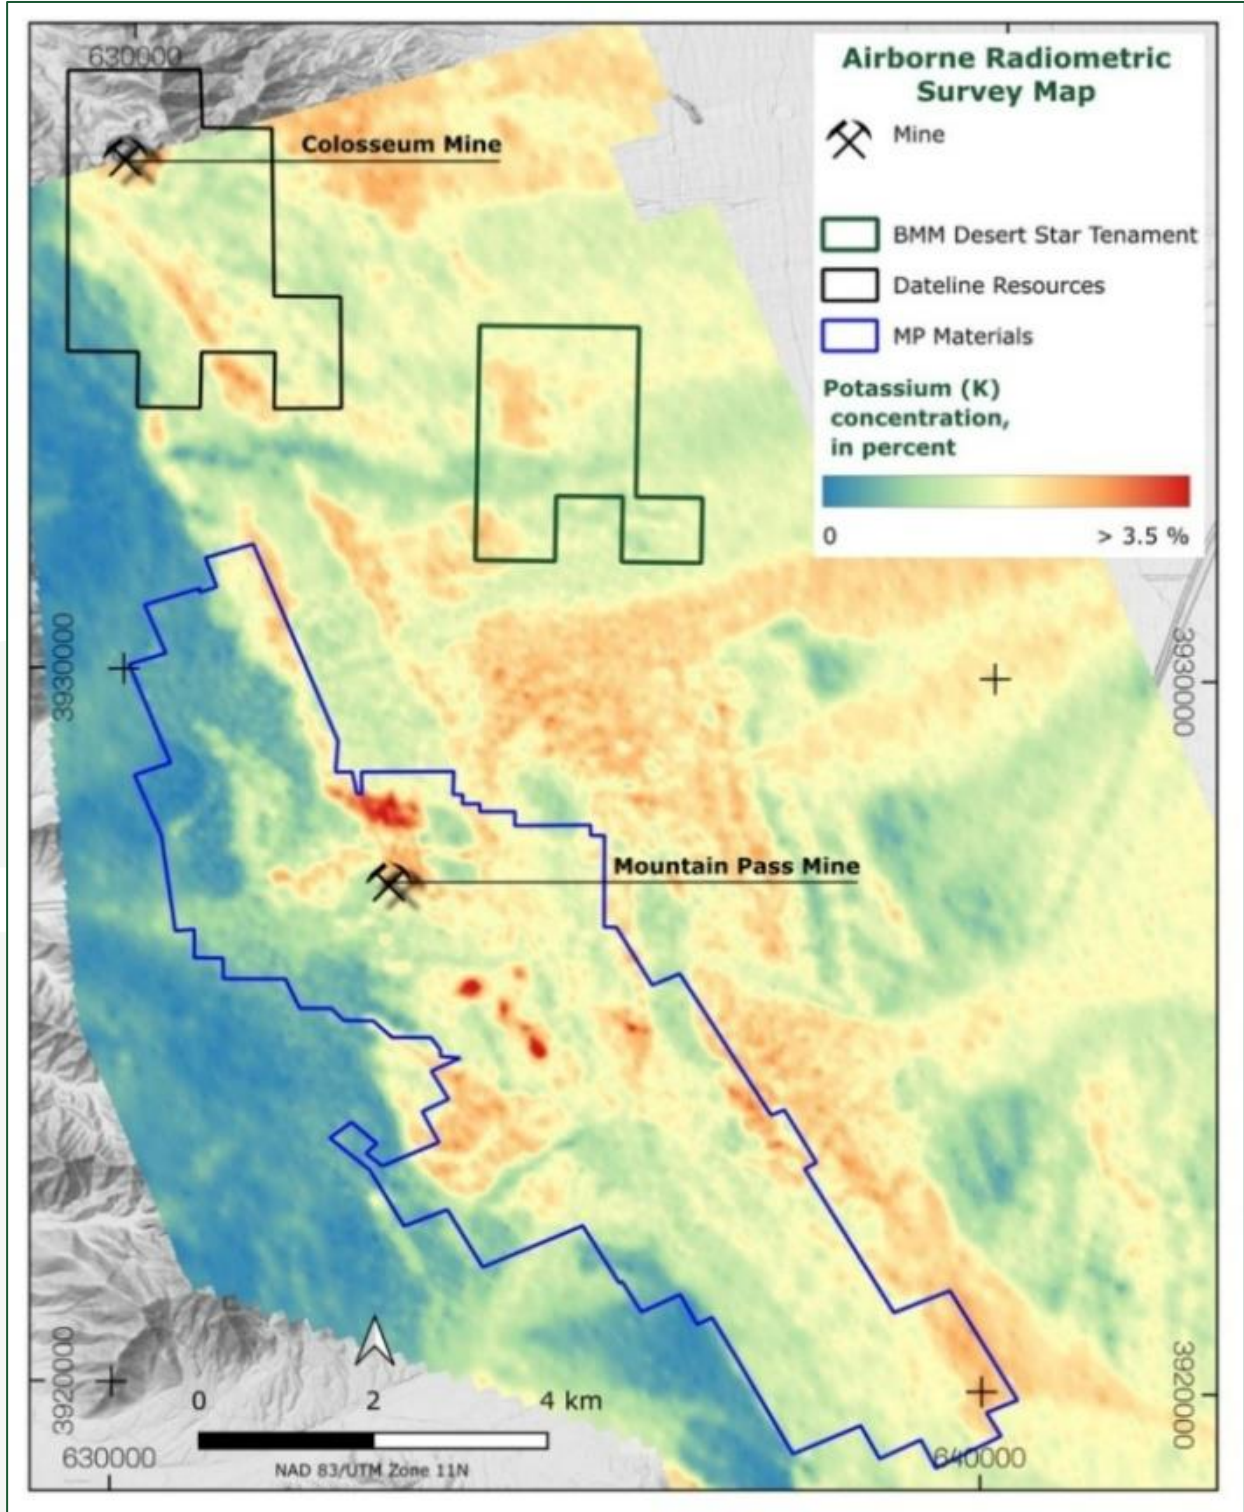 630000
Airborne Radiometric
Survey Map
Mine
Colosseum Mine
BMM Desert Star Tenament
Dateline Resources
MP Materials
Potassium (K)
concentration,
in percent
0
> 3.5 %
3930000
3930000
Mountain Pass Mine
3920000
3920000
0 2 4 km
NAD 83/UTM Zone 11N
630000
640000